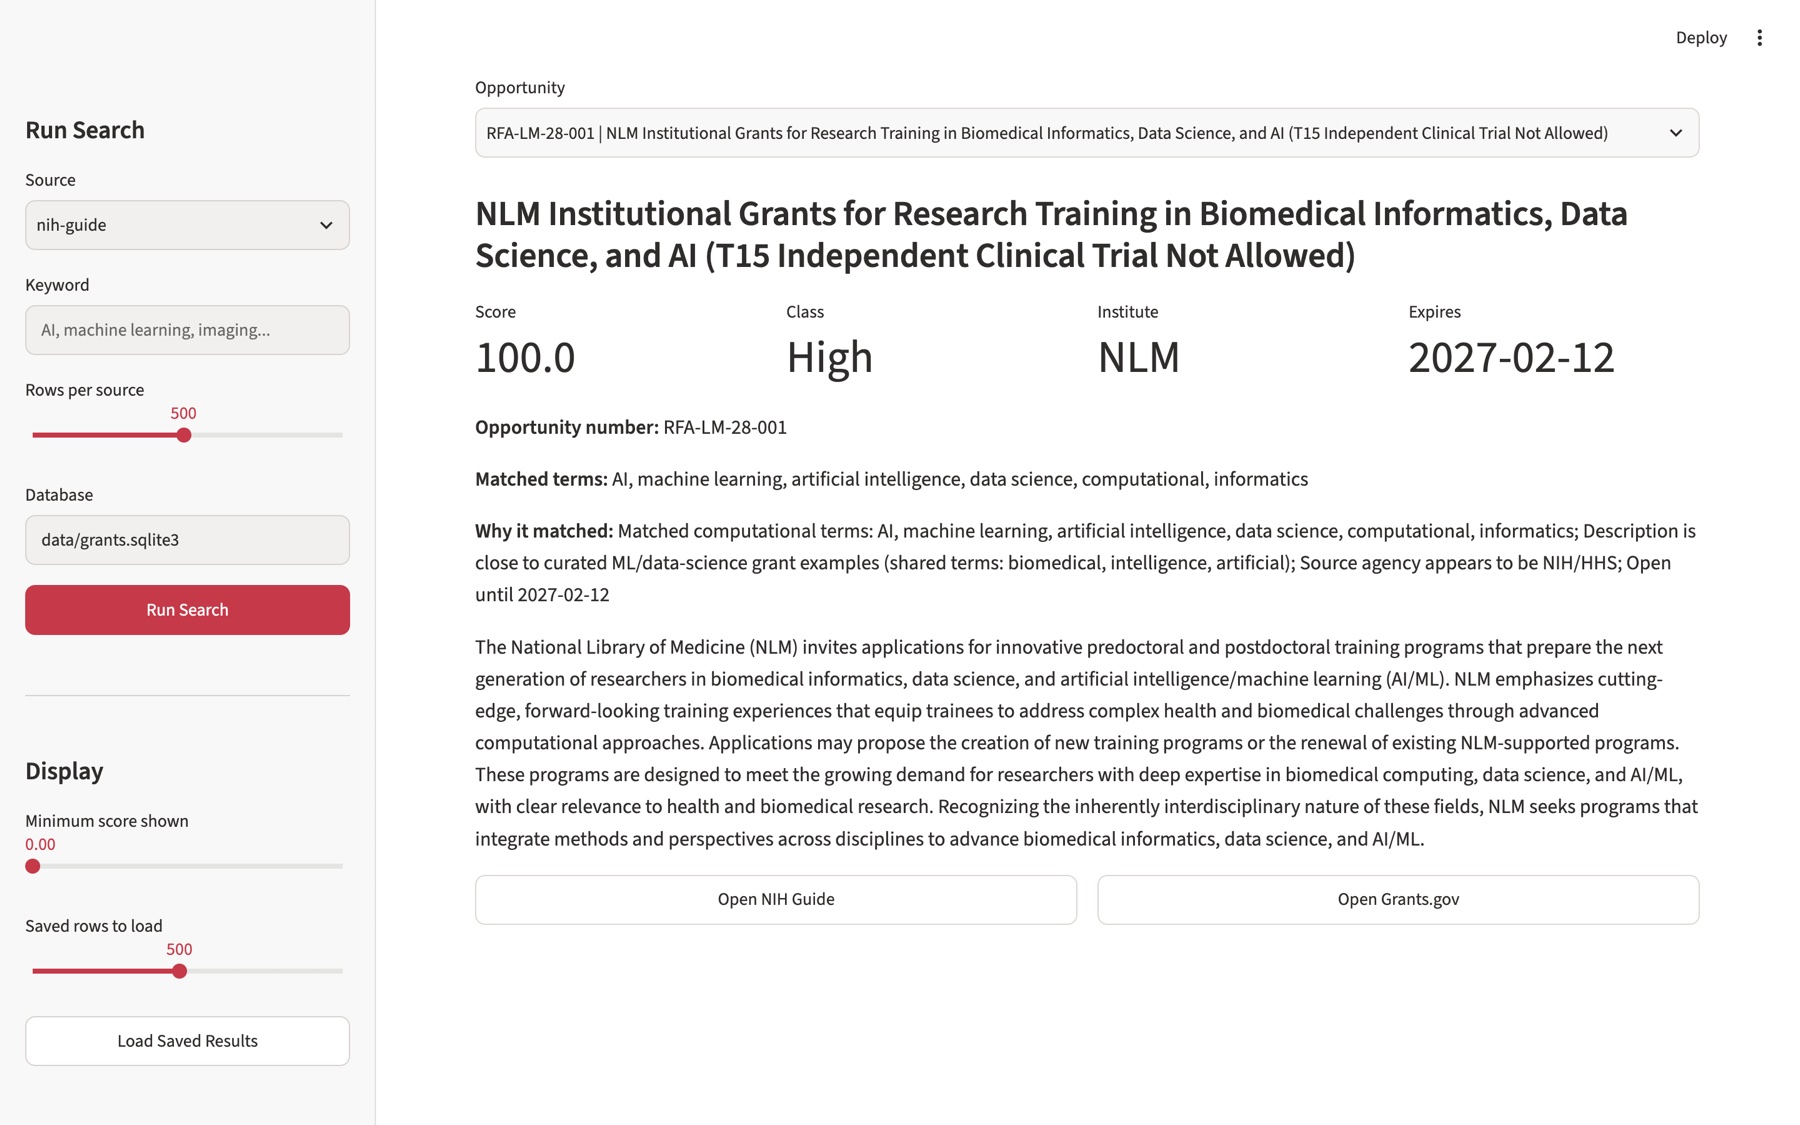 Deploy
Run Search
Source
nih-guide
Keyword
AI, machine learning, imaging...
Rows per source
500
Database
data/grants.sqlite3
Run Search
Display
Minimum score shown
0.00
Saved rows to load
500
Load Saved Results
Opportunity
RFA-LM-28-001 | NLM Institutional Grants for Research Training in Biomedical Informatics, Data Science, and AI (T15 Independent Clinical Trial Not Allowed)
NLM Institutional Grants for Research Training in Biomedical Informatics, Data
Science, and AI (T15 Independent Clinical Trial Not Allowed)
Score
100.0
Class
High
Institute
NLM
Expires
2027-02-12
Opportunity number: RFA-LM-28-001
Matched terms: AI, machine learning, artificial intelligence, data science, computational, informatics
Why it matched: Matched computational terms: AI, machine learning, artificial intelligence, data science, computational, informatics; Description is
close to curated ML/data-science grant examples (shared terms: biomedical, intelligence, artificial); Source agency appears to be NIH/HHS; Open
until 2027-02-12
The National Library of Medicine (NLM) invites applications for innovative predoctoral and postdoctoral training programs that prepare the next
generation of researchers in biomedical informatics, data science, and artificial intelligence/machine learning (AI/ML). NLM emphasizes cutting-
edge, forward-looking training experiences that equip trainees to address complex health and biomedical challenges through advanced
computational approaches. Applications may propose the creation of new training programs or the renewal of existing NLM-supported programs.
These programs are designed to meet the growing demand for researchers with deep expertise in biomedical computing, data science, and AI/ML,
with clear relevance to health and biomedical research. Recognizing the inherently interdisciplinary nature of these fields, NLM seeks programs that
integrate methods and perspectives across disciplines to advance biomedical informatics, data science, and AI/ML.
Open NIH Guide
Open Grants.gov